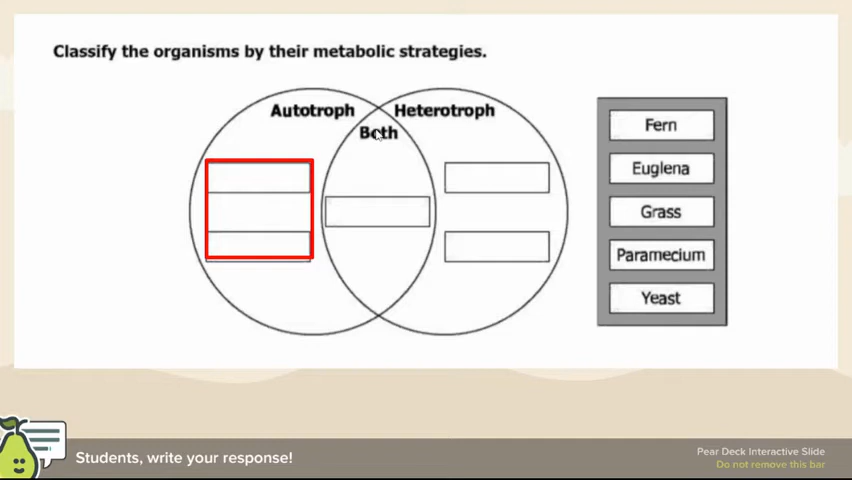 Classify the organisms by their metabolic strategies.
Autotroph
Heterotroph
Both
Fern
Euglena
Grass
Paramecium
Yeast
Students, write your response!
Pear Deck Interactive Slide
Do not remove this bar